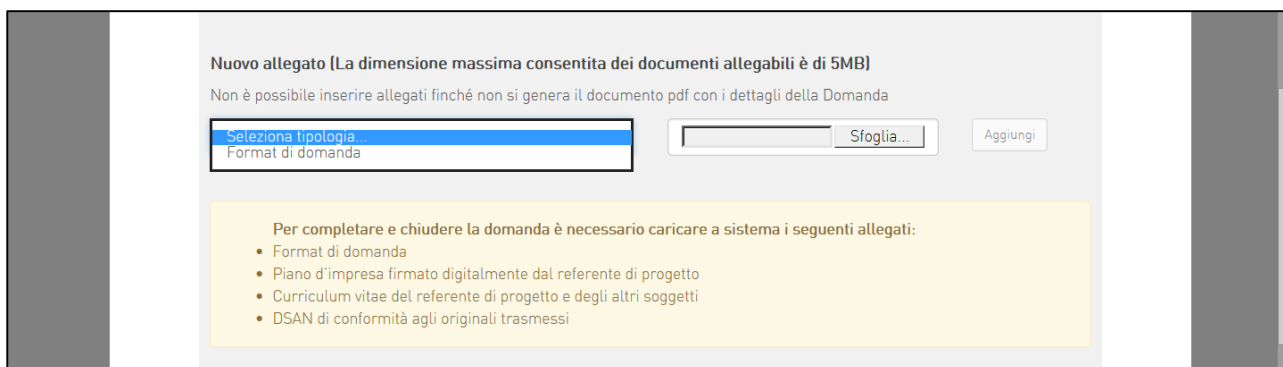 Nuovo allegato (La dimensione massima consentita dei documenti allegabili è di 5MB)
Non è possibile inserire allegati finché non si genera il documento pdf con i dettagli della Domanda
Seleziona tipologia...
Format di domanda
Sfoglia...
Aggiungi
Per completare e chiudere la domanda è necessario caricare a sistema i seguenti allegati:
• Format di domanda
• Piano d'impresa firmato digitalmente dal referente di progetto
• Curriculum vitae del referente di progetto e degli altri soggetti
• DSAN di conformità agli originali trasmessi